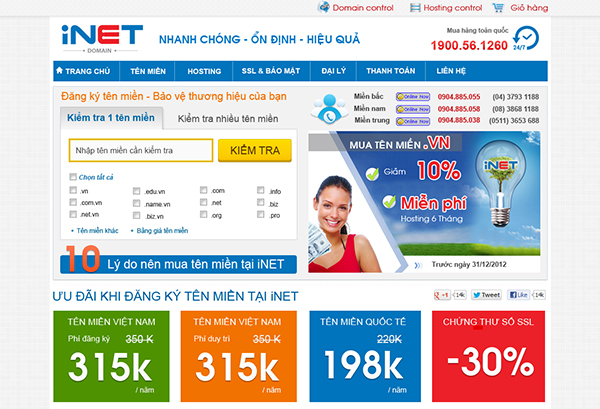 Domain control Hosting control Giỏ hàng
iNET
DOMAIN
NHANH CHÓNG - ỔN ĐỊNH - HIỆU QUẢ
Mua hàng toàn quốc
1900.56.1260
24/7
TRANG CHỦ TÊN MIỀN HOSTING SSL & BẢO MẬT ĐẠI LÝ THANH TOÁN LIÊN HỆ
Đăng ký tên miền - Bảo vệ thương hiệu của bạn
Kiểm tra 1 tên miền Kiểm tra nhiều tên miền
Nhập tên miền cần kiểm tra KIỂM TRA
Chọn tất cả
.vn .edu.vn .com .info
.com.vn .name.vn .net .biz
.net.vn .biz.vn .org .pro
Tên miền khác Bảng giá tên miền
10 Lý do nên mua tên miền tại iNET
Miền bắc Online Now 0904.885.055 (04) 3793 1188
Miền nam Online Now 0904.885.058 (08) 3868 1188
Miền trung Online Now 0904.885.038 (0511) 3653 688
MUA TÊN MIỀN .VN
Giảm 10%
Miễn phí
Hosting 6 Tháng
iNET
Trước ngày 31/12/2012
ƯU ĐÃI KHI ĐĂNG KÝ TÊN MIỀN TẠI iNET
+1 14k Tweet Like 14k
TÊN MIỀN VIỆT NAM
Phí đăng ký 350 K
315k
/ năm
TÊN MIỀN VIỆT NAM
Phí duy trì 350 K
315k
/ năm
TÊN MIỀN QUỐC TẾ
220K
198k
/ năm
CHỨNG THƯ SỐ SSL
-30%